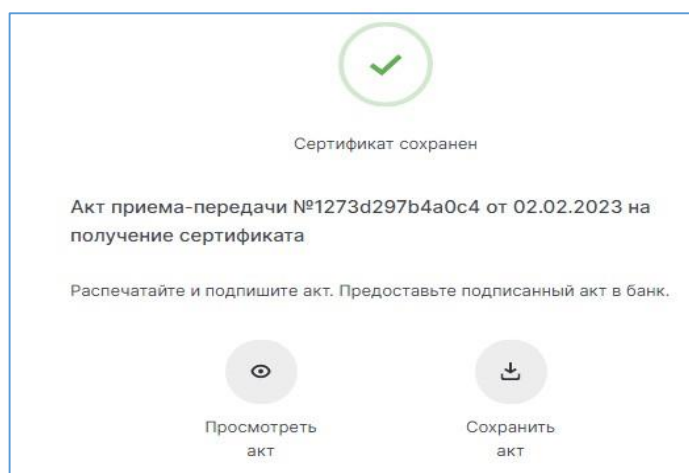 Сертификат сохранен
Акт приема-передачи №1273d297b4a0c4 от 02.02.2023 на
получение сертификата
Распечатайте и подпишите акт. Предоставьте подписанный акт в банк.
Просмотреть
акт
Сохранить
акт